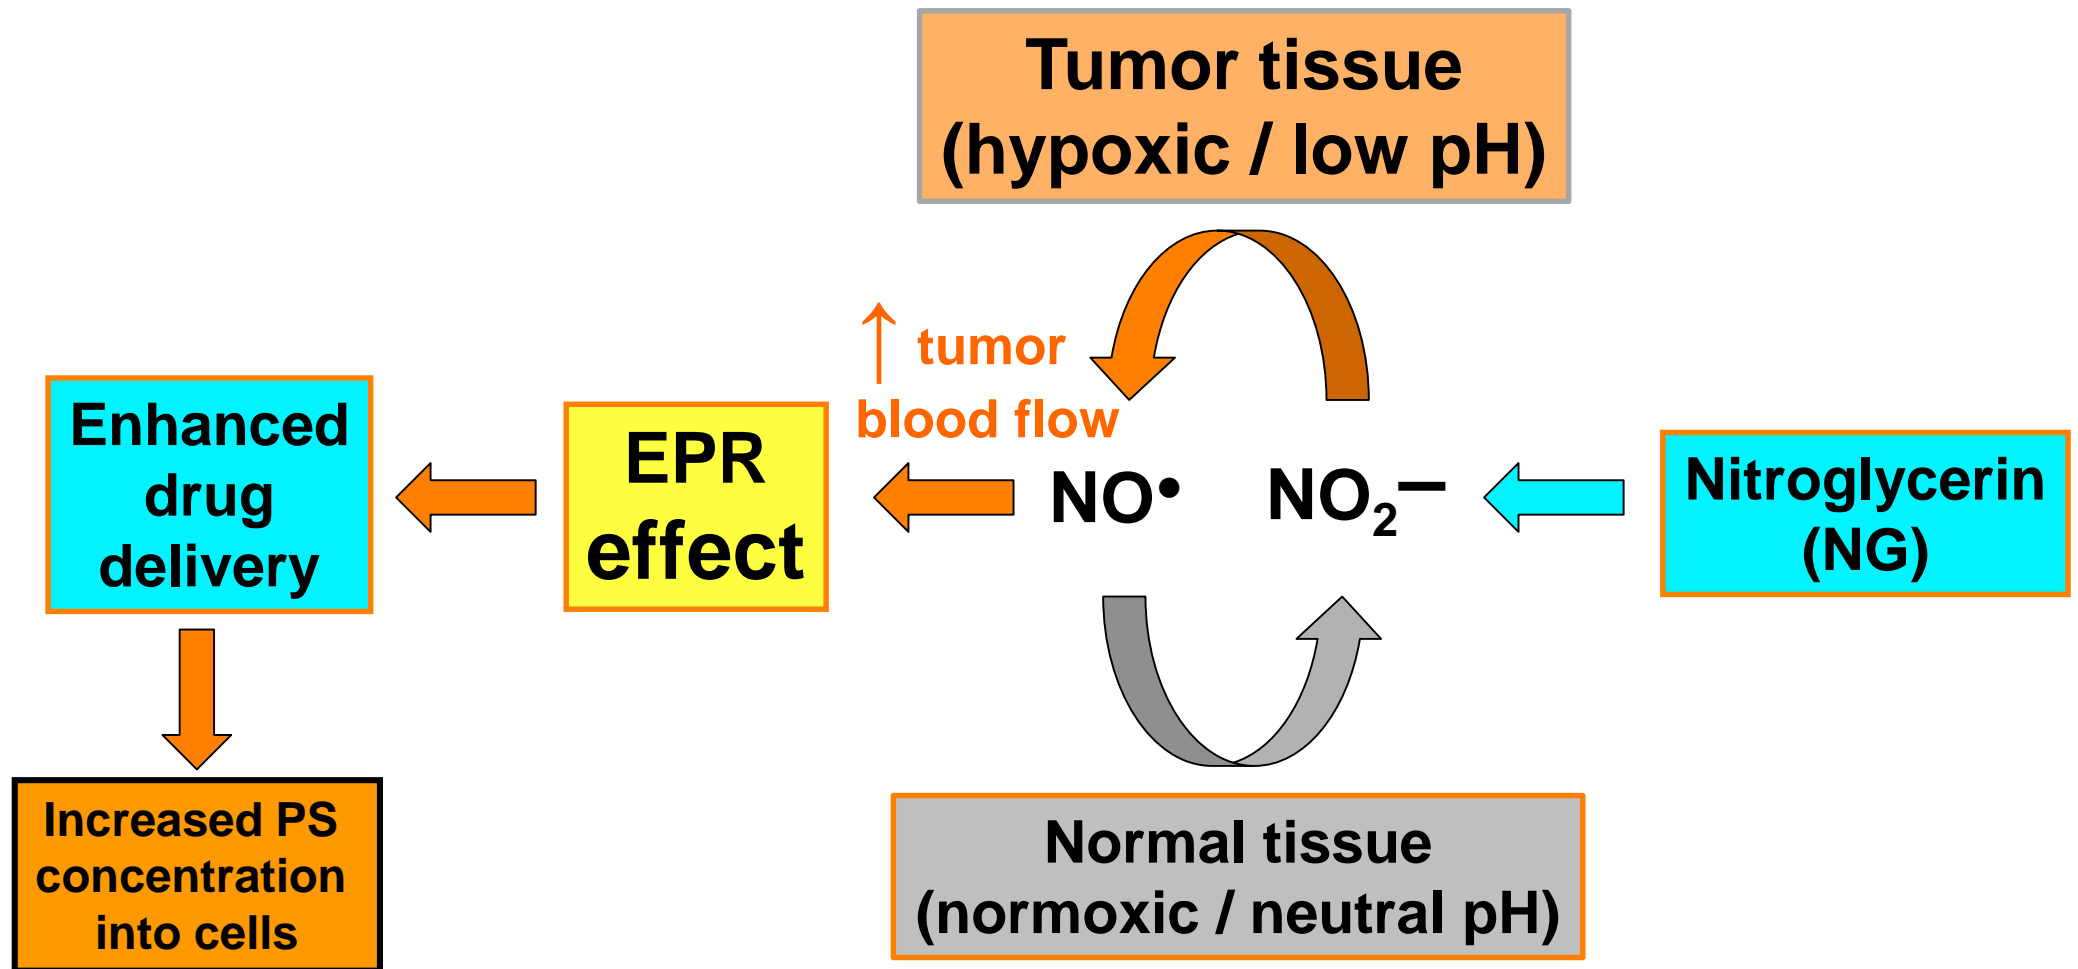 Tumor tissue
(hypoxic / low pH)
↑ tumor
blood flow
Enhanced
drug
delivery
EPR
effect
NO•
NO₂⁻
Nitroglycerin
(NG)
Increased PS
concentration
into cells
Normal tissue
(normoxic / neutral pH)